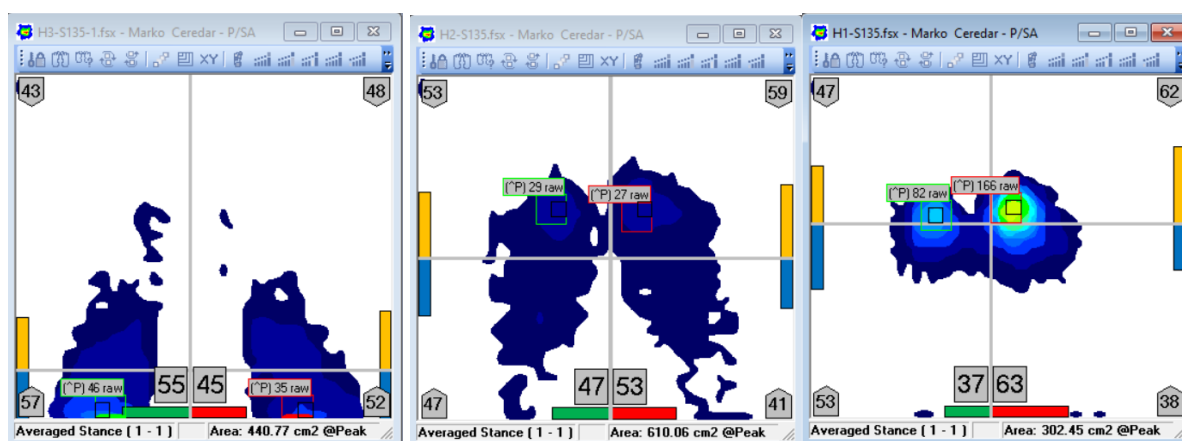 H3-S135-1.fsx - Marko Ceredar - P/SA
XY
43
48
(^P) 46 raw
(^P) 35 raw
55 45
57
52
Averaged Stance ( 1 - 1 ) Area: 440.77 cm2 @Peak
H2-S135.fsx - Marko Ceredar - P/SA
XY
53
59
(^P) 29 raw
(^P) 27 raw
47 53
47
41
Averaged Stance ( 1 - 1 ) Area: 610.06 cm2 @Peak
H1-S135.fsx - Marko Ceredar - P/SA
XY
47
62
(^P) 82 raw
(^P) 166 raw
37 63
53
38
Averaged Stance ( 1 - 1 ) Area: 302.45 cm2 @Peak